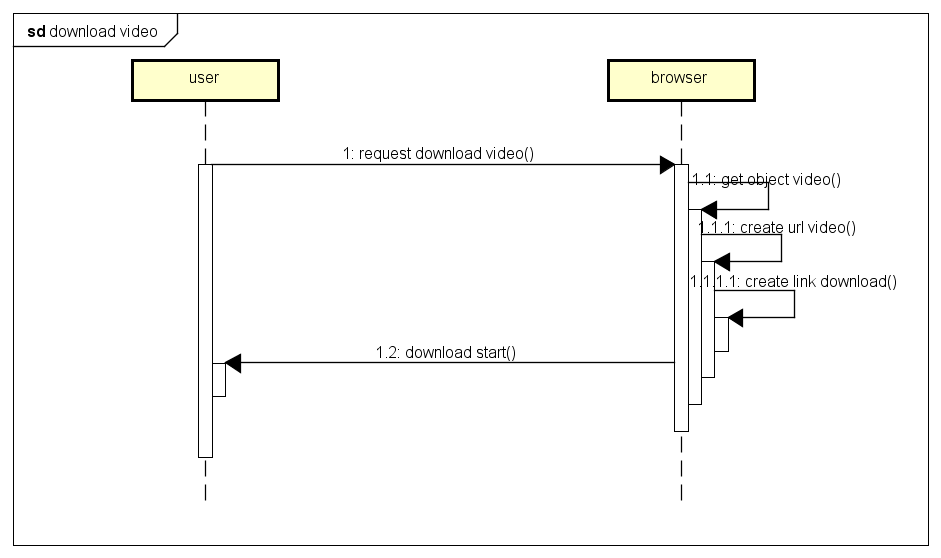 sd download video
user
browser
1: request download video()
1.1: get object video()
1.1.1: create url video()
1.1.1.1: create link download()
1.2: download start()